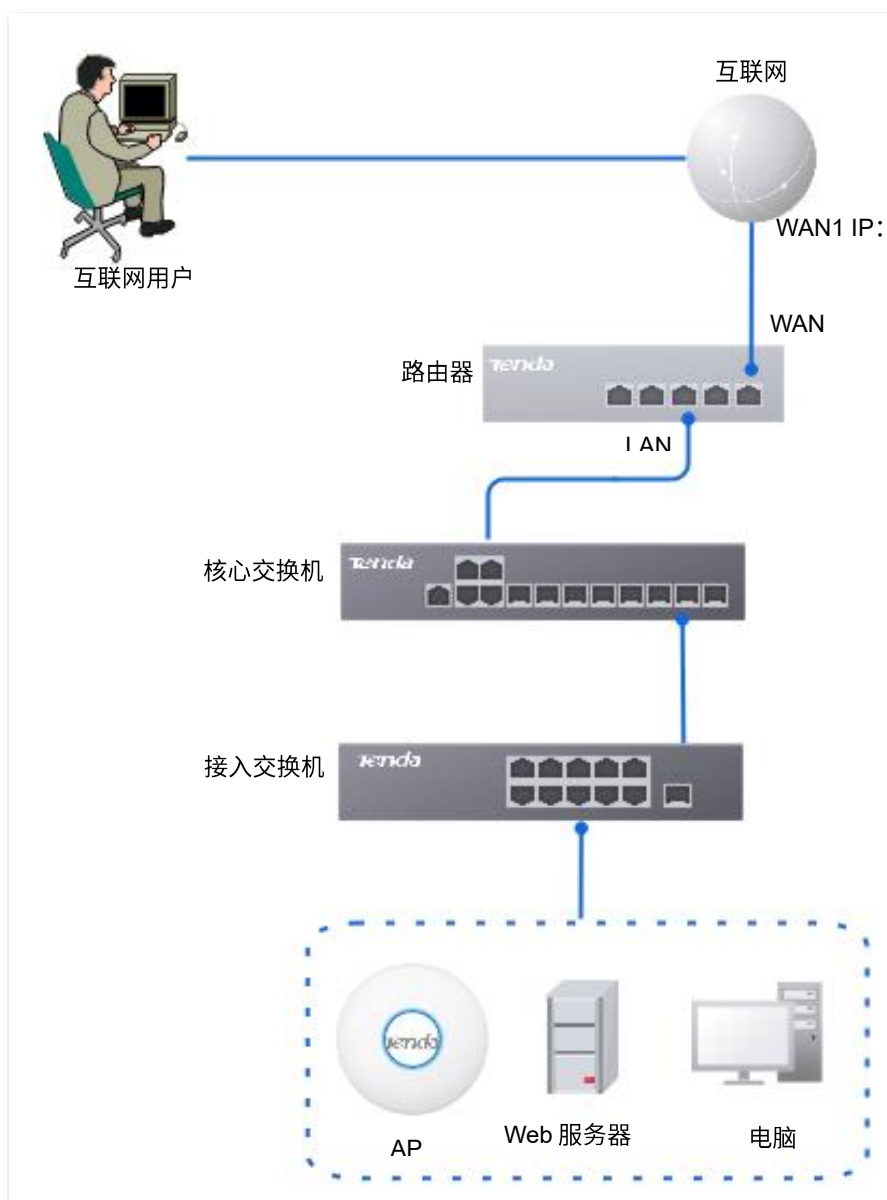 互联网
WAN1 IP：
互联网用户
WAN
Tenda
路由器
LAN
核心交换机
Tenda
接入交换机
Tenda
Tenda
AP
Web 服务器
电脑